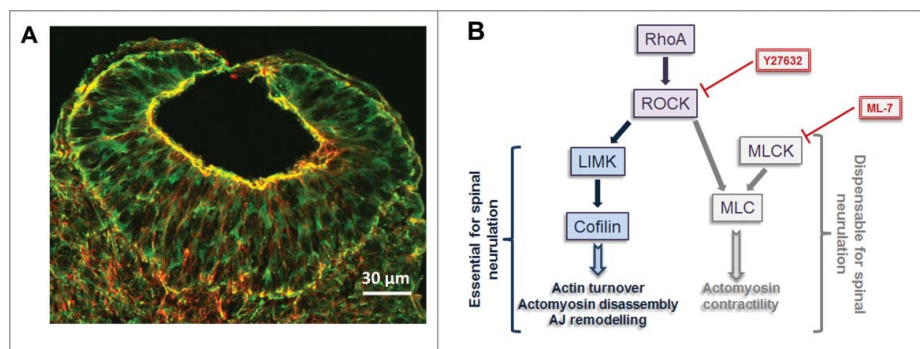 A
30 µm
B
RhoA
Y27632
ROCK
ML-7
LIMK
MLCK
Cofilin
MLC
Essential for spinal
neurulation
Dispensable for spinal
neurulation
Actin turnover
Actomyosin disassembly
AJ remodelling
Actomyosin
contractility